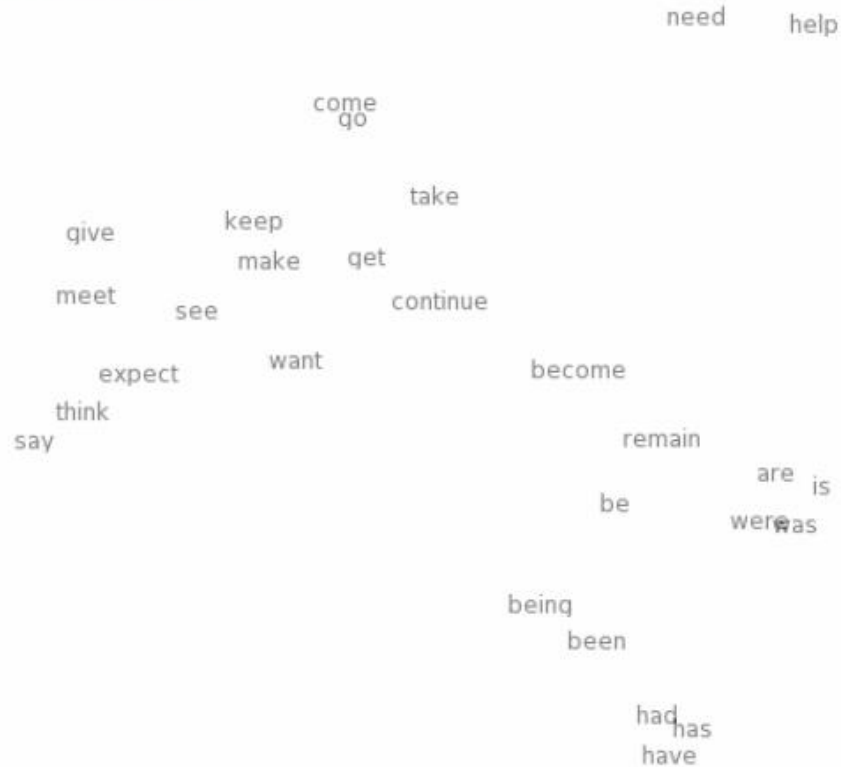 need
help
come
go
take
keep
give
make
get
meet
continue
see
want
become
expect
think
remain
say
are
is
be
were
was
being
been
had
has
have